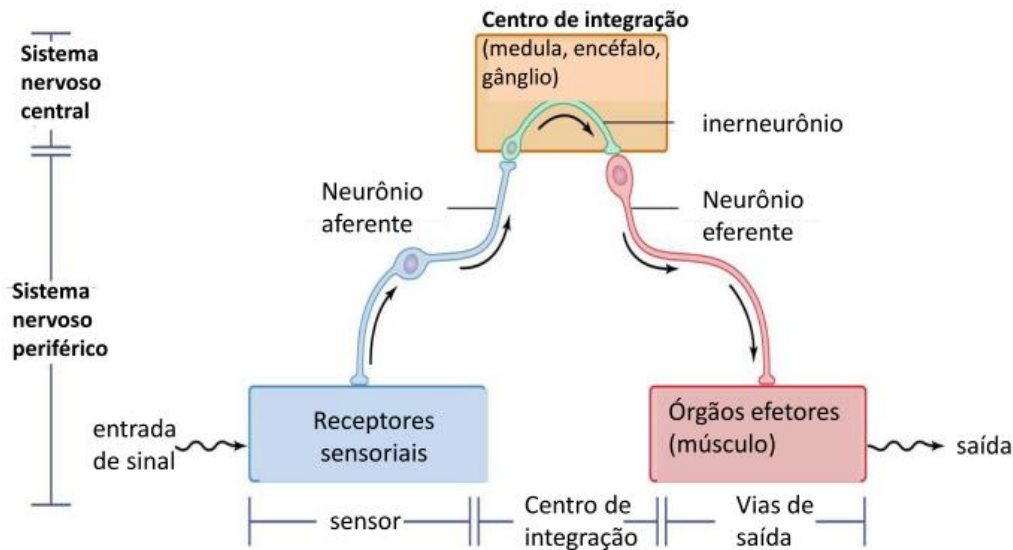 Centro de integração
(medula, encéfalo,
gânglio)
Sistema
nervoso
central
inerneurônio
Neurônio
aferente
Neurônio
eferente
Sistema
nervoso
periférico
entrada
de sinal
Receptores
sensoriais
Órgãos efetores
(músculo)
saída
sensor
Centro de
integração
Vias de
saída